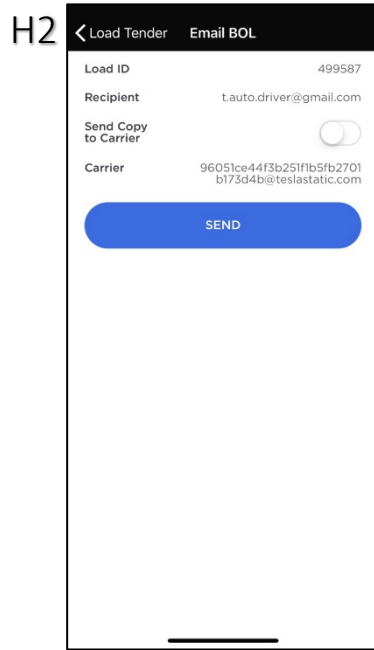 H2
Load Tender Email BOL
Load ID 499587
Recipient t.auto.driver@gmail.com
Send Copy
to Carrier
Carrier 96051ce44f3b251f1b5fb2701
b173d4b@teslastatic.com
SEND